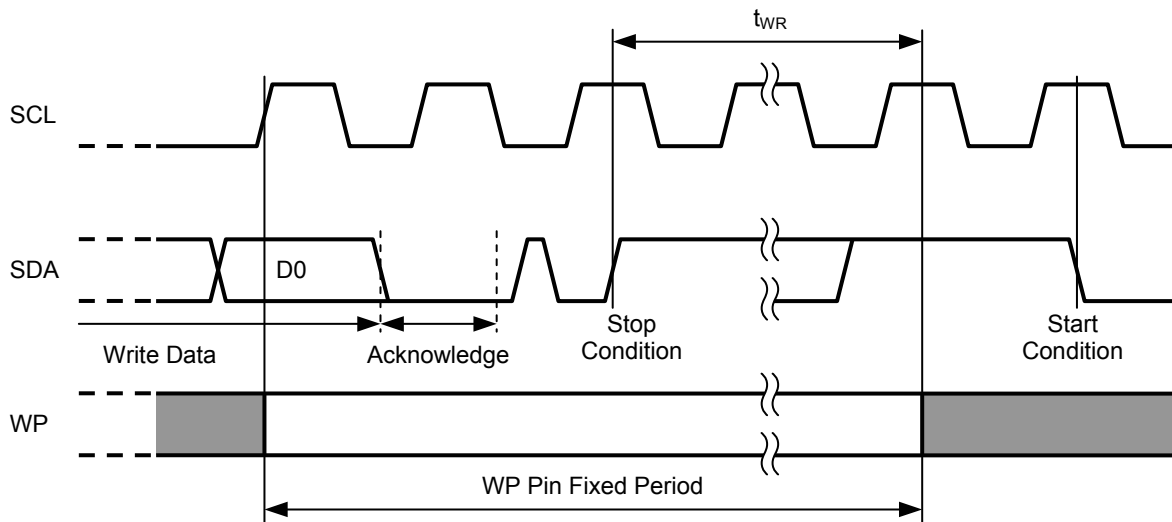 tWR
SCL
SDA
D0
Write Data
Acknowledge
Stop
Condition
Start
Condition
WP
WP Pin Fixed Period